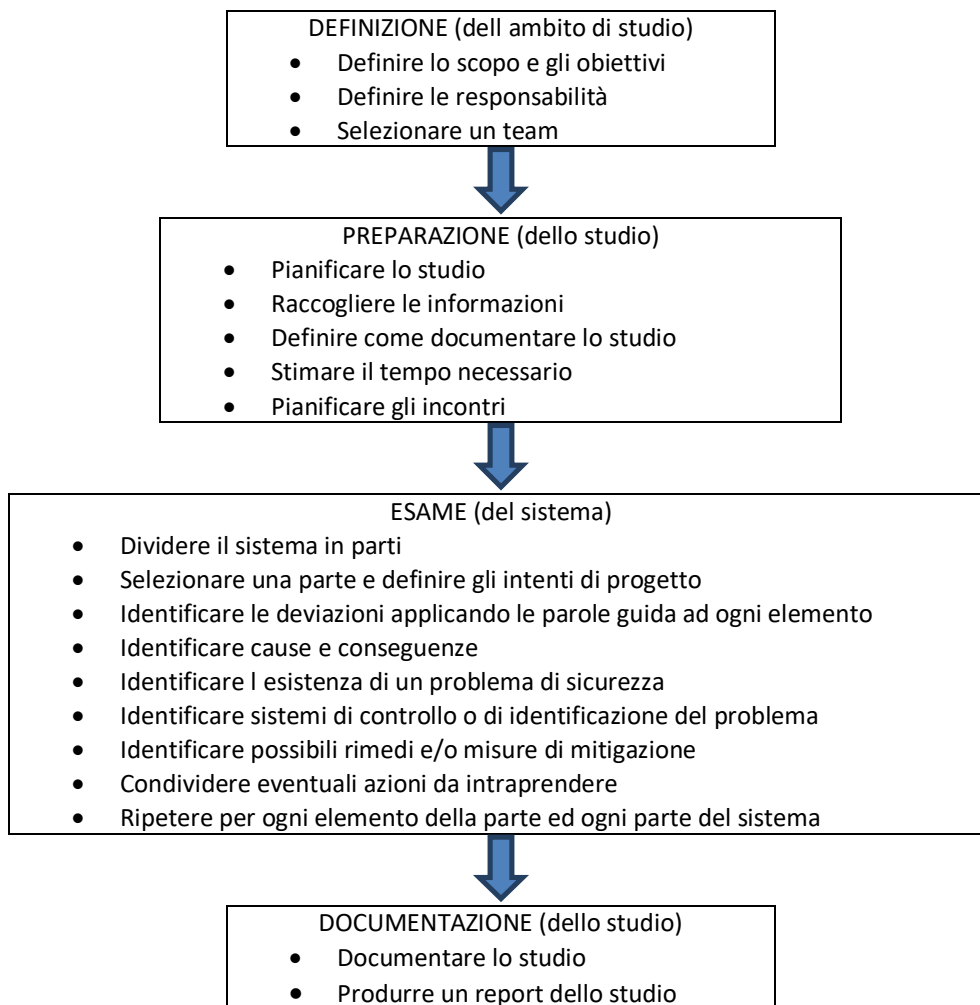 DEFINIZIONE (dell ambito di studio)
• Definire lo scopo e gli obiettivi
• Definire le responsabilità
• Selezionare un team
PREPARAZIONE (dello studio)
• Pianificare lo studio
• Raccogliere le informazioni
• Definire come documentare lo studio
• Stimare il tempo necessario
• Pianificare gli incontri
ESAME (del sistema)
• Dividere il sistema in parti
• Selezionare una parte e definire gli intenti di progetto
• Identificare le deviazioni applicando le parole guida ad ogni elemento
• Identificare cause e conseguenze
• Identificare l esistenza di un problema di sicurezza
• Identificare sistemi di controllo o di identificazione del problema
• Identificare possibili rimedi e/o misure di mitigazione
• Condividere eventuali azioni da intraprendere
• Ripetere per ogni elemento della parte ed ogni parte del sistema
DOCUMENTAZIONE (dello studio)
• Documentare lo studio
• Produrre un report dello studio